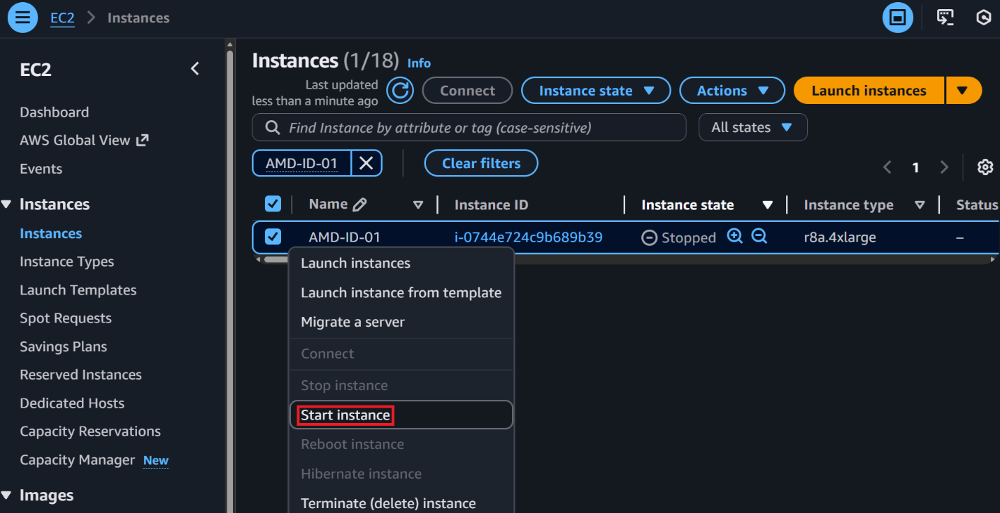 EC2 > Instances
EC2
Dashboard
AWS Global View
Events
Instances
Instances
Instance Types
Launch Templates
Spot Requests
Savings Plans
Reserved Instances
Dedicated Hosts
Capacity Reservations
Capacity Manager New
Images
Instances (1/18) Info
Last updated
less than a minute ago
Connect
Instance state
Actions
Launch instances
Find Instance by attribute or tag (case-sensitive)
All states
AMD-ID-01
Clear filters
1
Name Instance ID Instance state Instance type Status
AMD-ID-01 i-0744e724c9b689b39 Stopped r8a.4xlarge –
Launch instances
Launch instance from template
Migrate a server
Connect
Stop instance
Start instance
Reboot instance
Hibernate instance
Terminate (delete) instance